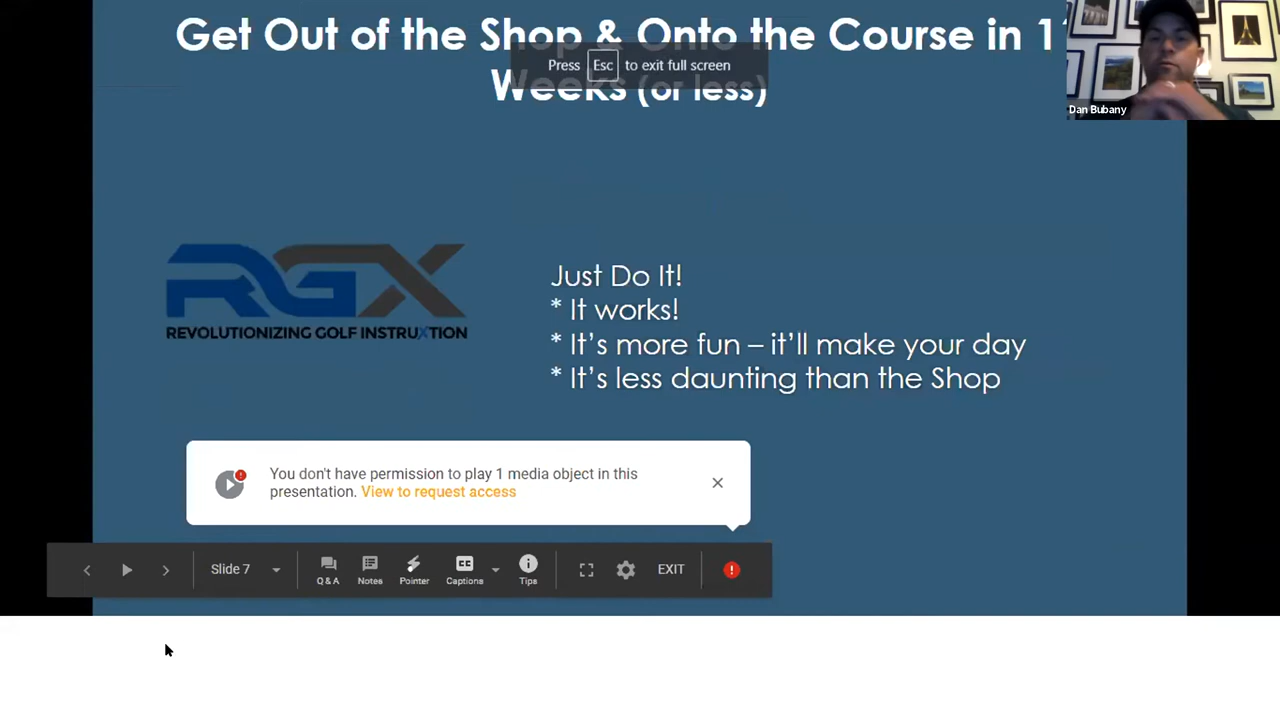 Get Out of the Shop & Onto the Course in
Weeks (or less)
Press Esc to exit full screen
Dan Bubany
RGX
REVOLUTIONIZING GOLF INSTRUXTION
Just Do It!
* It works!
* It's more fun – it'll make your day
* It's less daunting than the Shop
You don't have permission to play 1 media object in this
presentation. View to request access
Slide 7
Q & A
Notes
Pointer
CC
Captions
Tips
EXIT